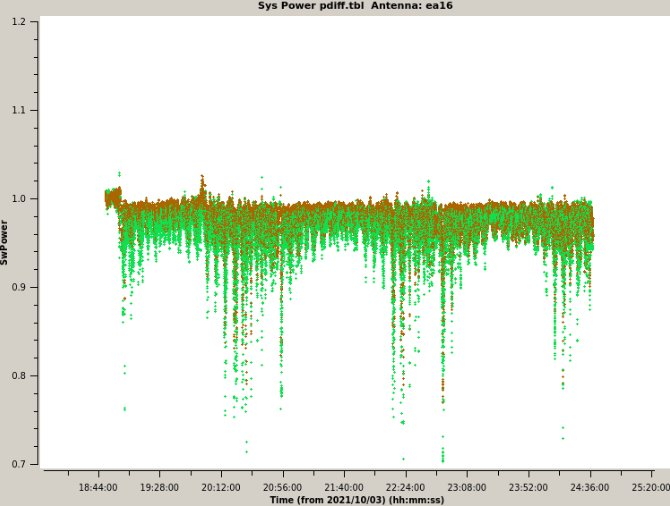 Sys Power pdiff.tbl  Antenna: ea16
1.2
1.1
1.0
0.9
0.8
0.7
SwPower
18:44:00 19:28:00 20:12:00 20:56:00 21:40:00 22:24:00 23:08:00 23:52:00 24:36:00 25:20:00
Time (from 2021/10/03) (hh:mm:ss)